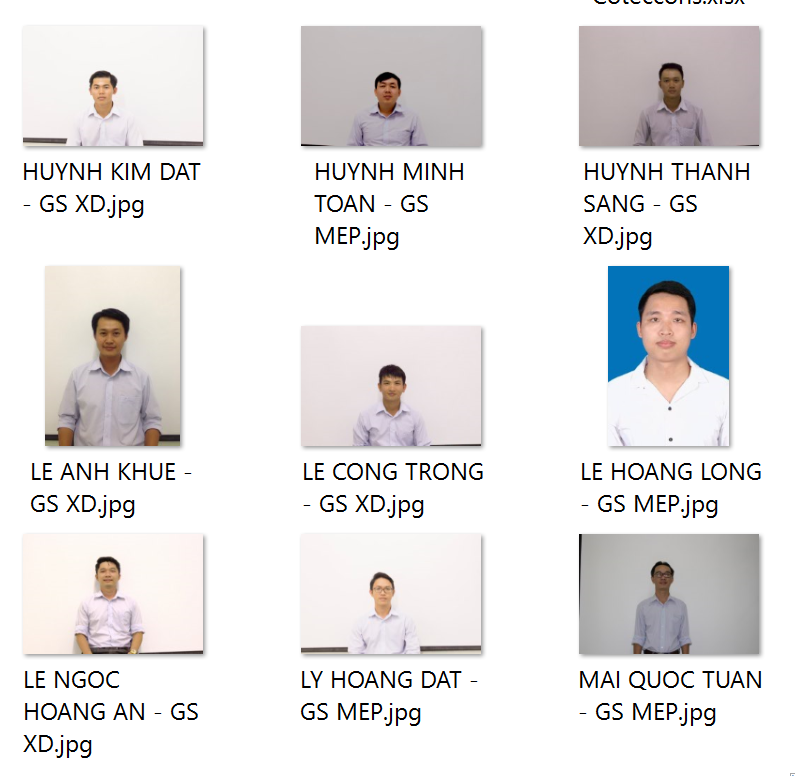 Coteccons.xlsx
HUYNH KIM DAT
- GS XD.jpg
HUYNH MINH
TOAN - GS
MEP.jpg
HUYNH THANH
SANG - GS
XD.jpg
LE ANH KHUE -
GS XD.jpg
LE CONG TRONG
- GS XD.jpg
LE HOANG LONG
- GS MEP.jpg
LE NGOC
HOANG AN - GS
XD.jpg
LY HOANG DAT -
GS MEP.jpg
MAI QUOC TUAN
- GS MEP.jpg